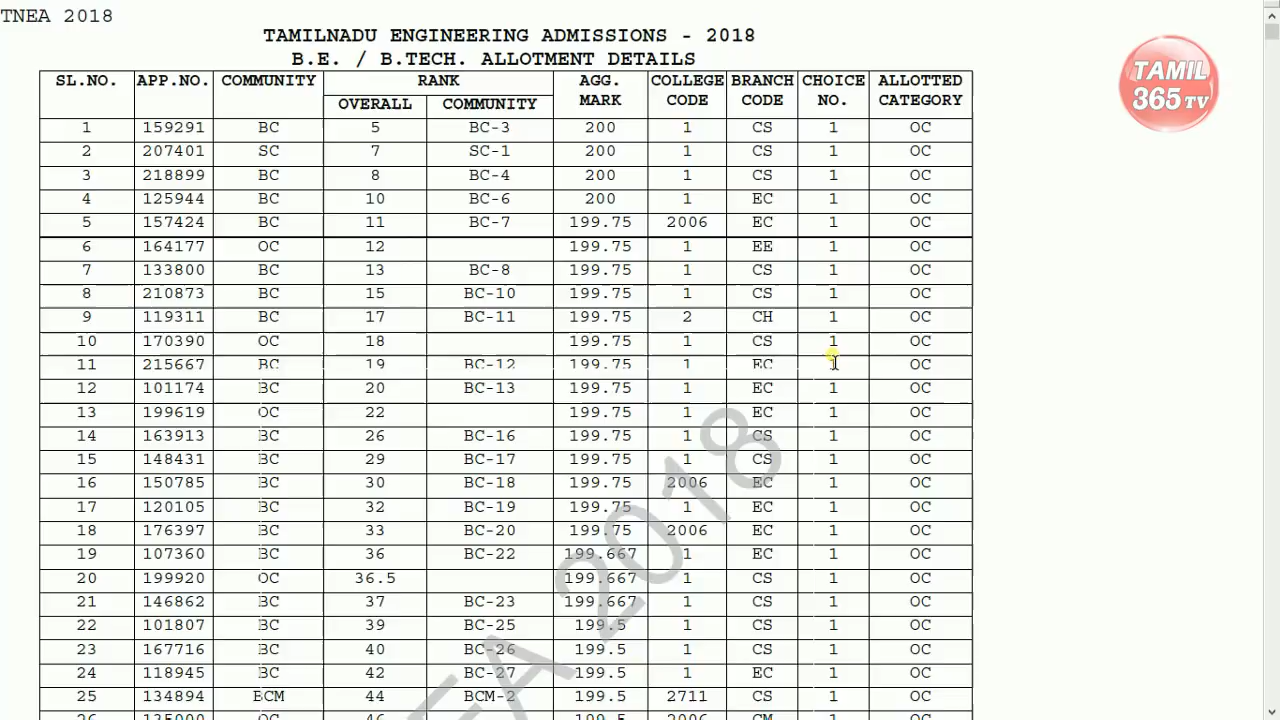 TNEA 2018
TAMILNADU ENGINEERING ADMISSIONS - 2018
B.E. / B.TECH. ALLOTMENT DETAILS
SL.NO. APP.NO. COMMUNITY RANK AGG. MARK COLLEGE CODE BRANCH CODE CHOICE NO. ALLOTTED CATEGORY
OVERALL COMMUNITY
1 159291 BC 5 BC-3 200 1 CS 1 OC
2 207401 SC 7 SC-1 200 1 CS 1 OC
3 218899 BC 8 BC-4 200 1 CS 1 OC
4 125944 BC 10 BC-6 200 1 EC 1 OC
5 157424 BC 11 BC-7 199.75 2006 EC 1 OC
6 164177 OC 12 199.75 1 EE 1 OC
7 133800 BC 13 BC-8 199.75 1 CS 1 OC
8 210873 BC 15 BC-10 199.75 1 CS 1 OC
9 119311 BC 17 BC-11 199.75 2 CH 1 OC
10 170390 OC 18 199.75 1 CS 1 OC
11 215667 BC 19 BC-12 199.75 1 EC 1 OC
12 101174 BC 20 BC-13 199.75 1 EC 1 OC
13 199619 OC 22 199.75 1 EC 1 OC
14 163913 BC 26 BC-16 199.75 1 CS 1 OC
15 148431 BC 29 BC-17 199.75 1 CS 1 OC
16 150785 BC 30 BC-18 199.75 2006 EC 1 OC
17 120105 BC 32 BC-19 199.75 1 EC 1 OC
18 176397 BC 33 BC-20 199.75 2006 EC 1 OC
19 107360 BC 36 BC-22 199.667 1 EC 1 OC
20 199920 OC 36.5 199.667 1 CS 1 OC
21 146862 BC 37 BC-23 199.667 1 CS 1 OC
22 101807 BC 39 BC-25 199.5 1 CS 1 OC
23 167716 BC 40 BC-26 199.5 1 CS 1 OC
24 118945 BC 42 BC-27 199.5 1 EC 1 OC
25 134894 BCM 44 BCM-2 199.5 2711 CS 1 OC
EA 2018
TAMIL
365 TV